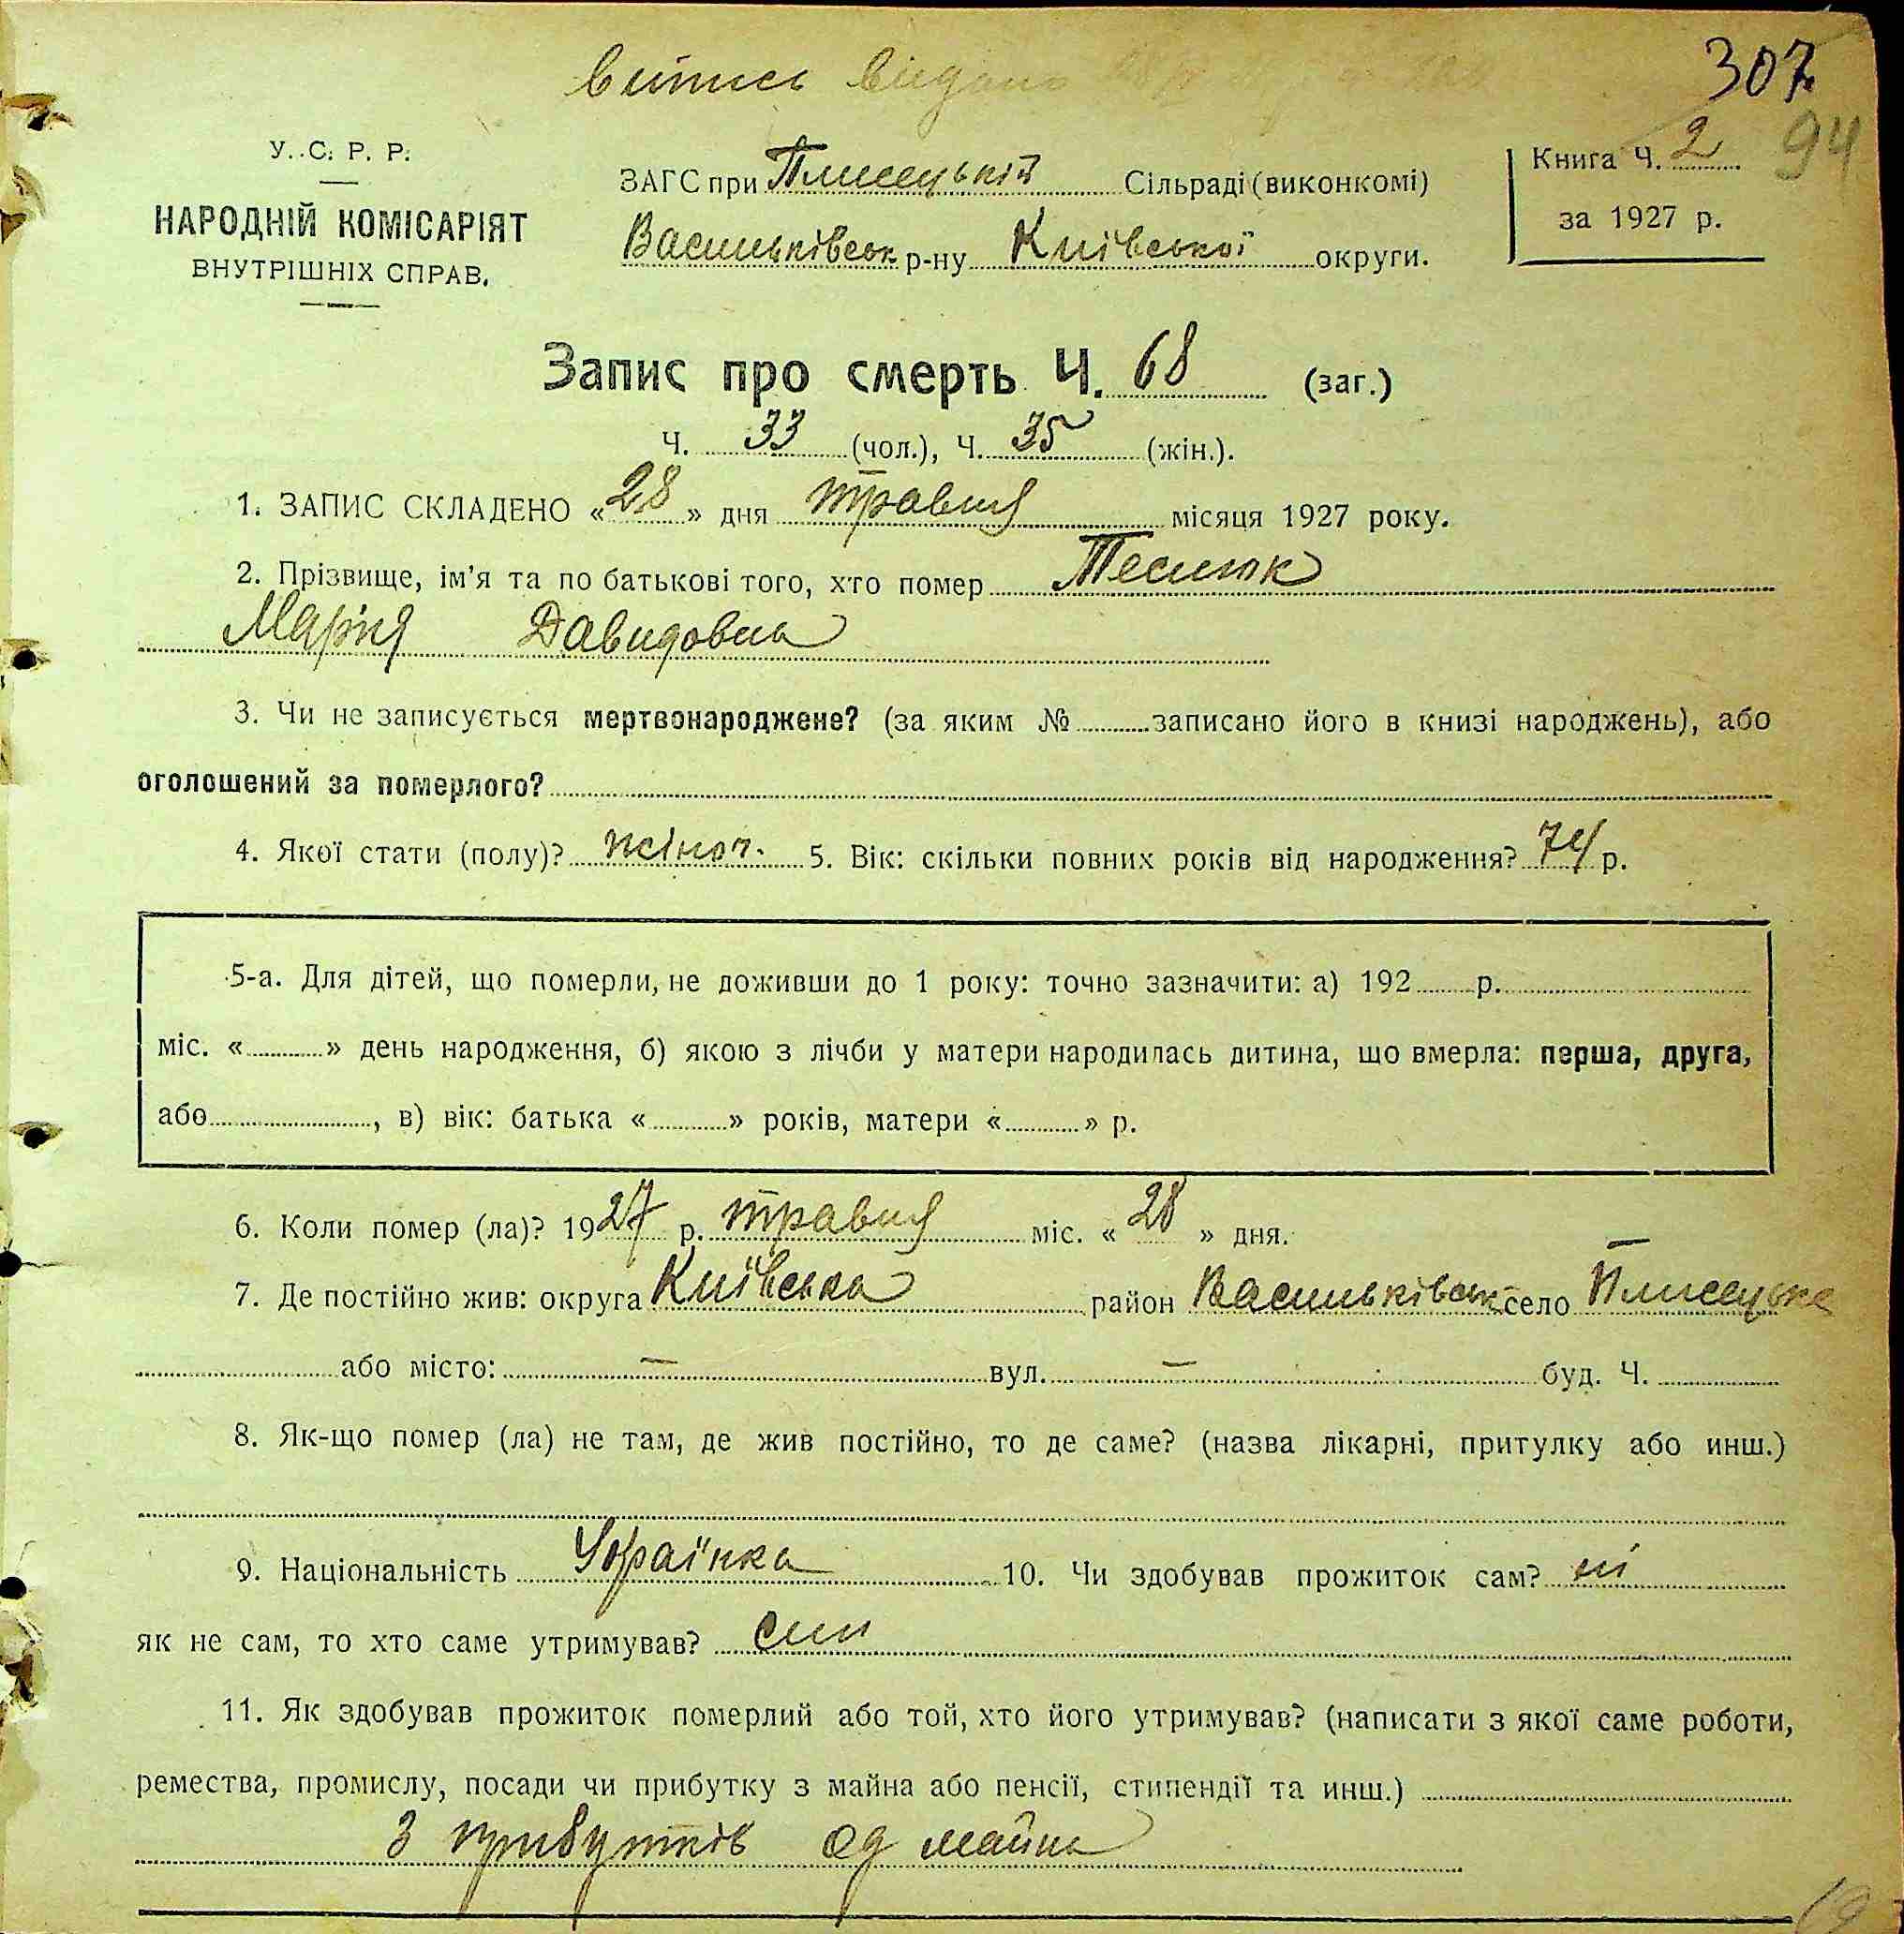 Витись видано
307
94
У. С. Р. Р.
НАРОДНІЙ КОМІСАРІЯТ
ВНУТРІШНІХ СПРАВ.
ЗАГС при Плисецькій Сільраді (виконкомі)
Васильківськ р-ну Київської округи.
Книга Ч. 2
за 1927 р.
Запис про смерть Ч. 68 (заг.)
Ч. 33 (чол.), Ч. 35 (жін.).
1. ЗАПИС СКЛАДЕНО «28» дня травня місяця 1927 року.
2. Прізвище, ім'я та по батькові того, хто помер Теслюк
Марія Давидовна
3. Чи не записується мертвонароджене? (за яким № записано його в книзі народжень), або
оголошений за померлого?
4. Якої стати (полу)? жіноч. 5. Вік: скільки повних років від народження? 74 р.
5-а. Для дітей, що померли, не доживши до 1 року: точно зазначити: а) 192 р.
міс. « » день народження, б) якою з лічби у матери народилась дитина, що вмерла: перша, друга,
або , в) вік: батька « » років, матери « » р.
6. Коли помер (ла)? 1927 р. травня міс. «28» дня.
7. Де постійно жив: округа Київська район Васильківськ село Плисецьке
або місто: — вул. — буд. Ч.
8. Як-що помер (ла) не там, де жив постійно, то де саме? (назва лікарні, притулку або инш.)
9. Національність Українка 10. Чи здобував прожиток сам? ні
як не сам, то хто саме утримував? син
11. Як здобував прожиток померлий або той, хто його утримував? (написати з якої саме роботи,
ремества, промислу, посади чи прибутку з майна або пенсії, стипендії та инш.)
З прибутків од майна